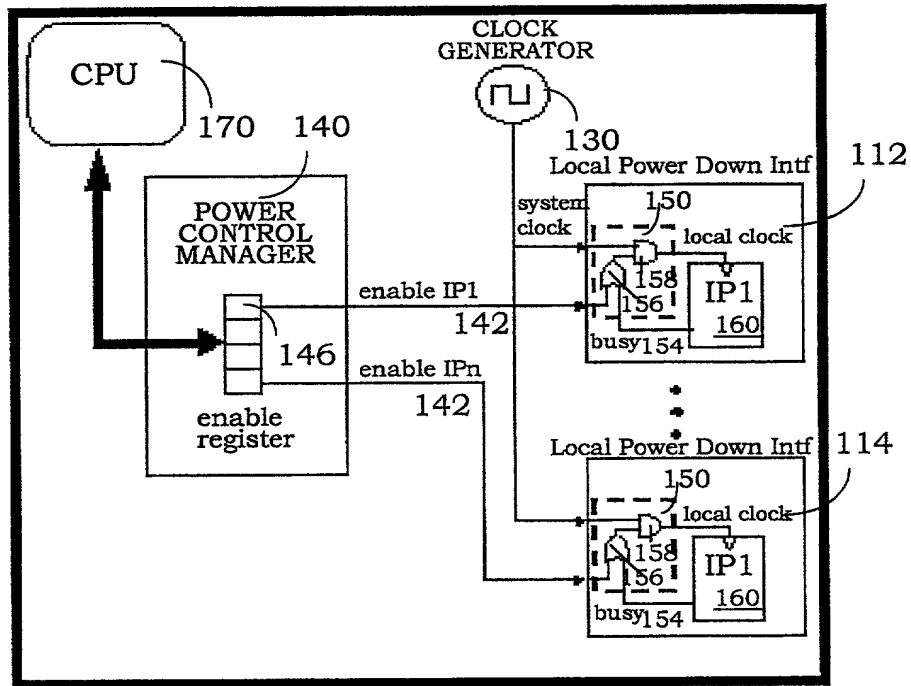 CPU
170
140
POWER
CONTROL
MANAGER
146
enable
register
enable IP1
142
enable IPn
142
CLOCK
GENERATOR
130
Local Power Down Intf
112
system
clock
150
local clock
158
156
IP1
160
busy 154
Local Power Down Intf
114
150
local clock
158
156
IP1
160
busy 154